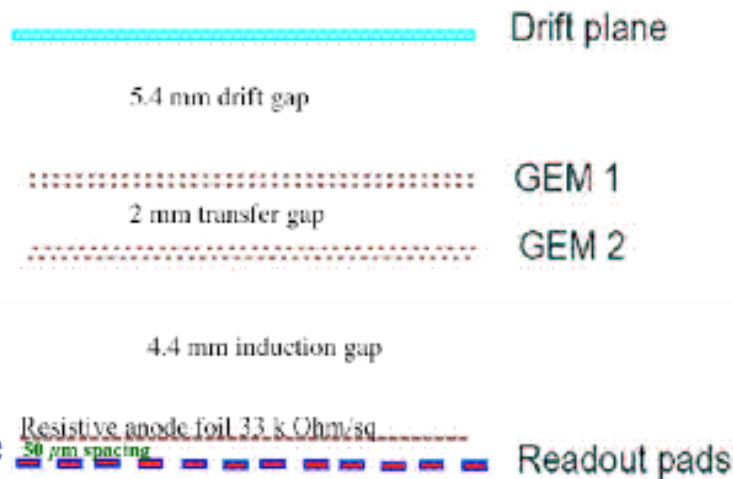 Drift plane
5.4 mm drift gap
GEM 1
2 mm transfer gap
GEM 2
4.4 mm induction gap
Resistive anode foil 33 k Ohm/sq
50 μm spacing
Readout pads